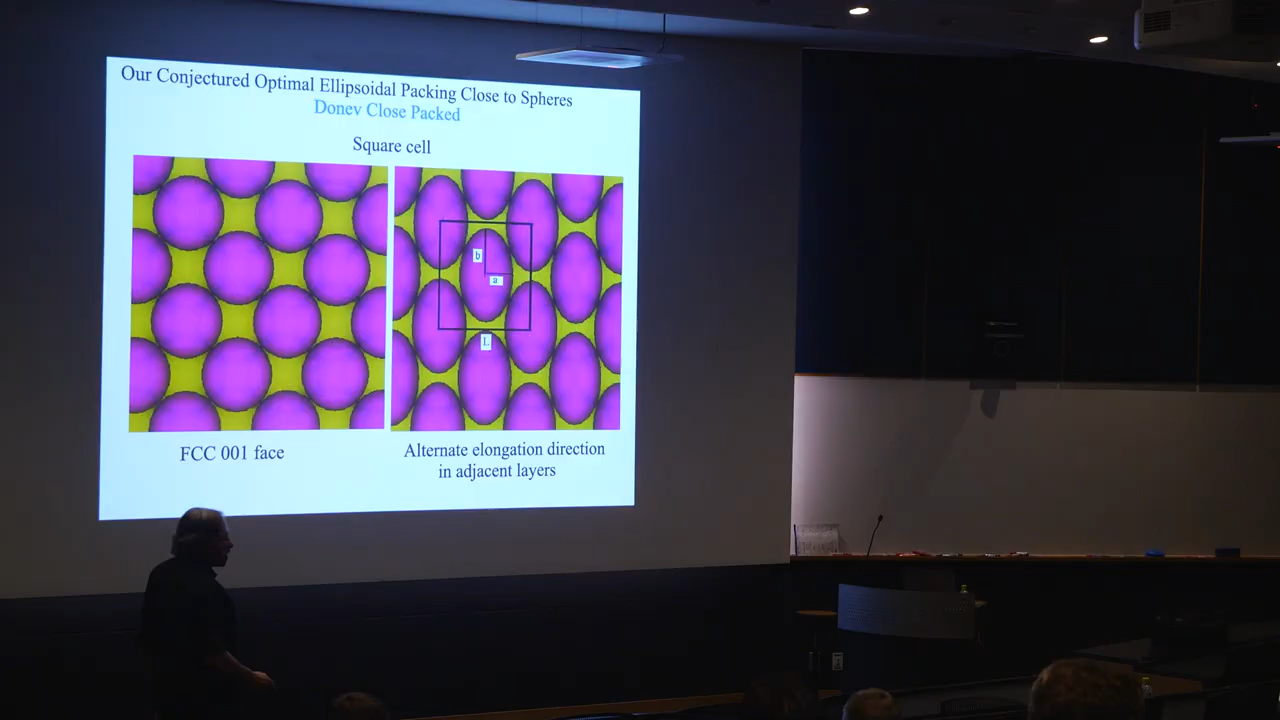 Our Conjectured Optimal Ellipsoidal Packing Close to Spheres
Donev Close Packed
Square cell
b
a
L
FCC 001 face
Alternate elongation direction
in adjacent layers